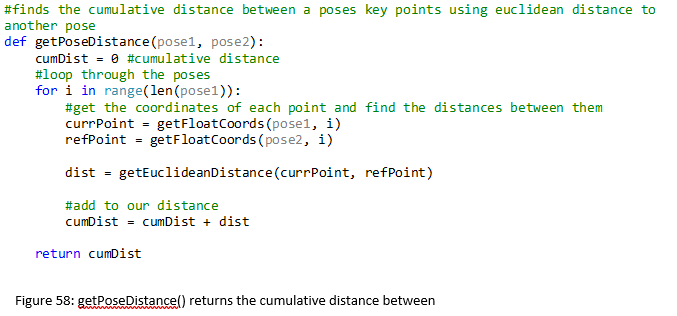 #finds the cumulative distance between a poses key points using euclidean distance to
another pose
def getPoseDistance(pose1, pose2):
    cumDist = 0 #cumulative distance
    #loop through the poses
    for i in range(len(pose1)):
        #get the coordinates of each point and find the distances between them
        currPoint = getFloatCoords(pose1, i)
        refPoint = getFloatCoords(pose2, i)

        dist = getEuclideanDistance(currPoint, refPoint)

        #add to our distance
        cumDist = cumDist + dist

    return cumDist

Figure 58: getPoseDistance() returns the cumulative distance between